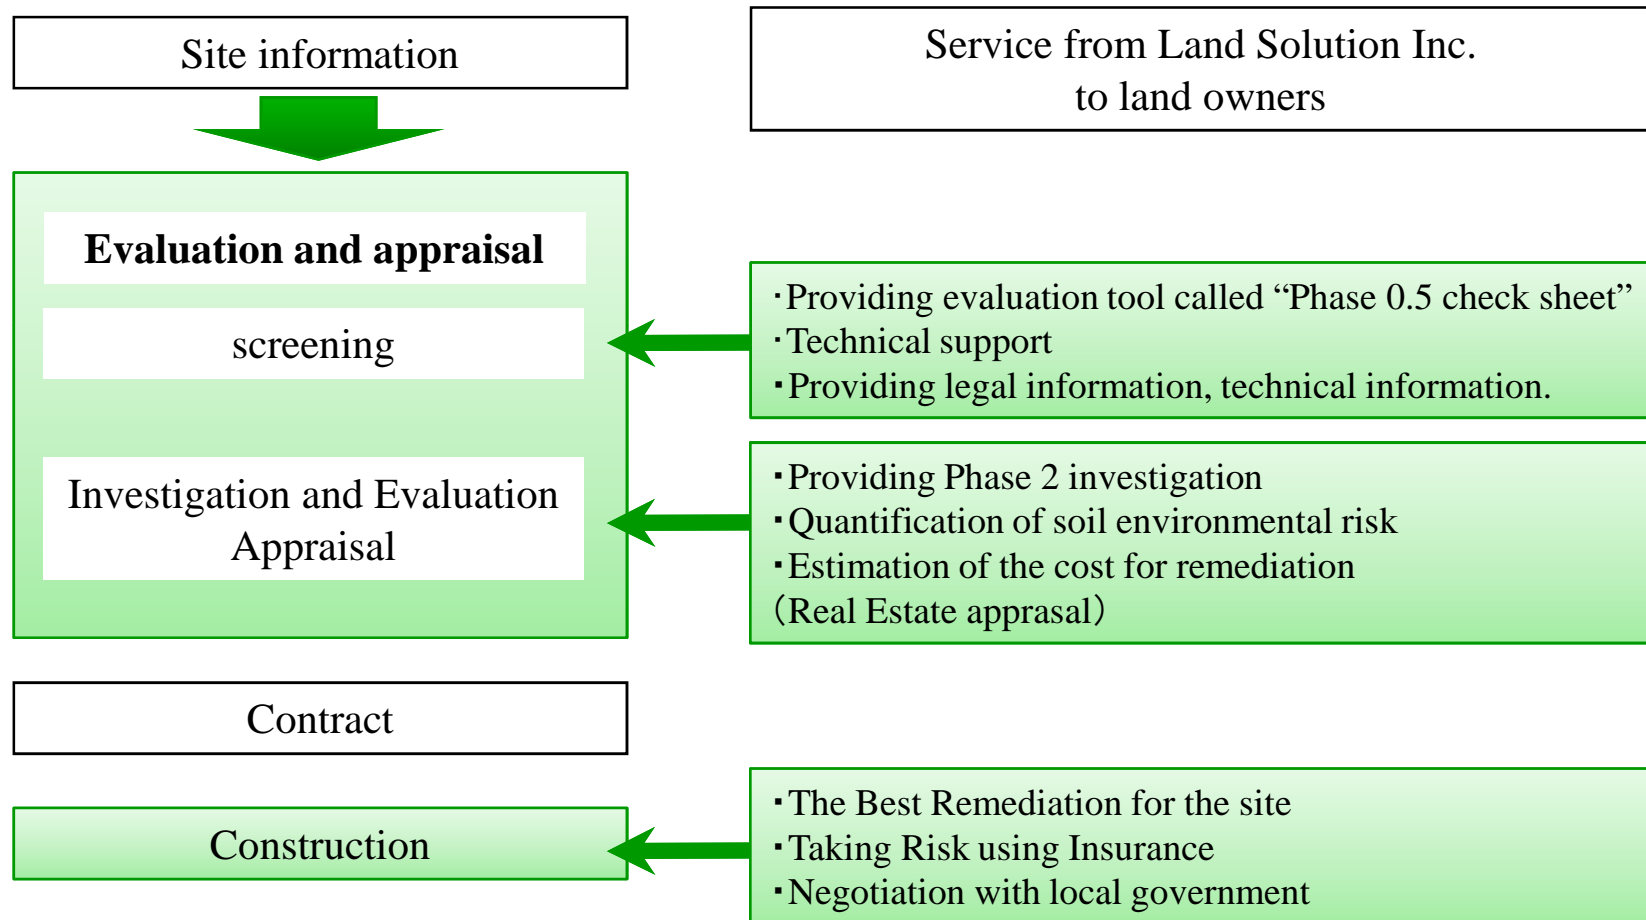 Site information
Service from Land Solution Inc.
to land owners
Evaluation and appraisal
screening
・Providing evaluation tool called “Phase 0.5 check sheet”
・Technical support
・Providing legal information, technical information.
Investigation and Evaluation
Appraisal
・Providing Phase 2 investigation
・Quantification of soil environmental risk
・Estimation of the cost for remediation
（Real Estate apprasal）
Contract
Construction
・The Best Remediation for the site
・Taking Risk using Insurance
・Negotiation with local government